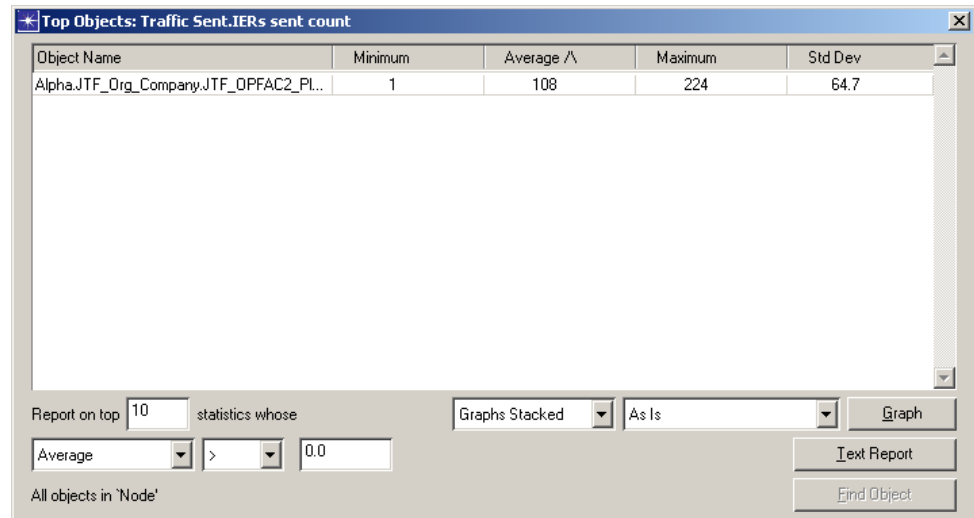 Top Objects: Traffic Sent.IERs sent count
Object Name Minimum Average /\ Maximum Std Dev
Alpha.JTF_Org_Company.JTF_OPFAC2_Pl... 1 108 224 64.7
Report on top 10 statistics whose Graphs Stacked As Is Graph
Average > 0.0 Text Report
All objects in `Node' Find Object